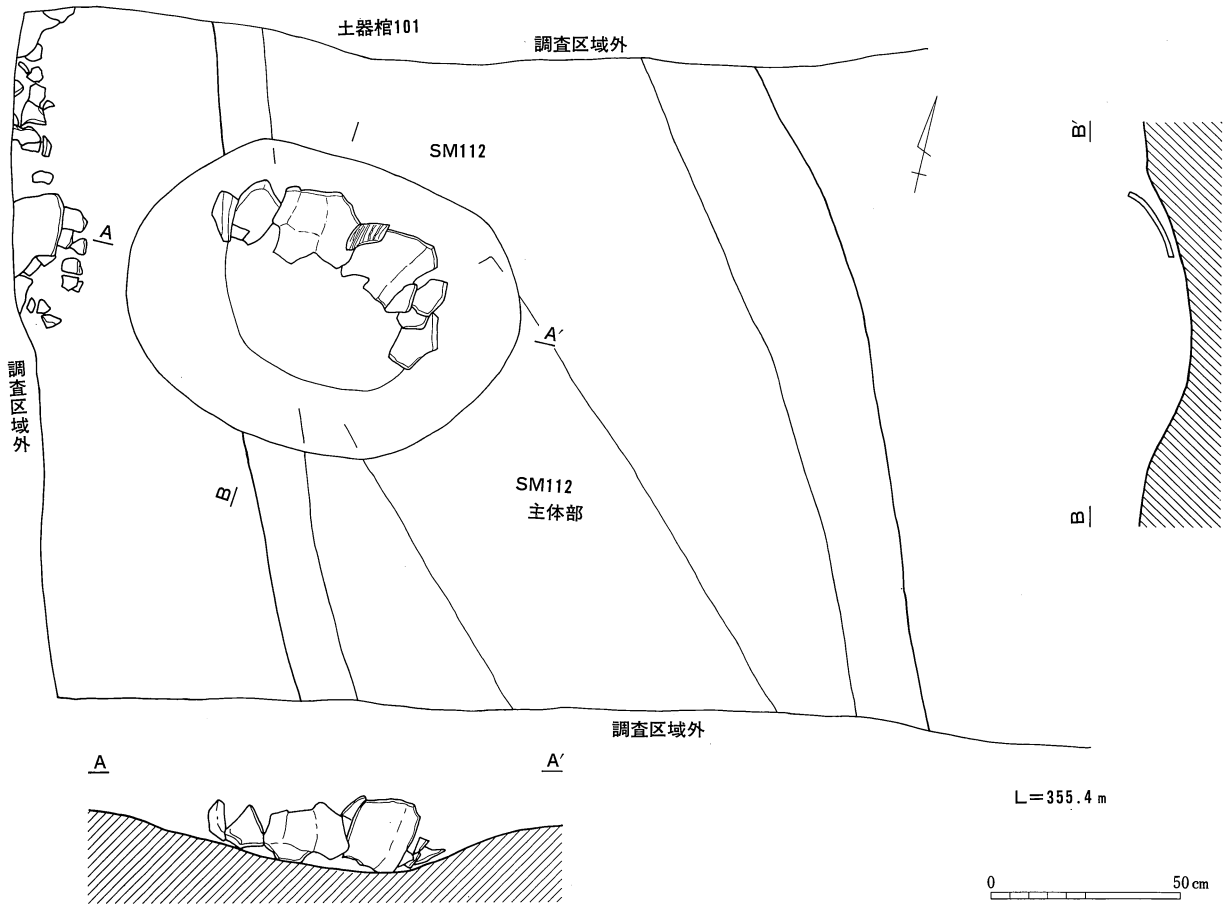 土器棺101
調査区域外
SM112
B′
A
A′
調査区域外
B
SM112
主体部
B
調査区域外
A
A′
L=355.4m
0 50cm